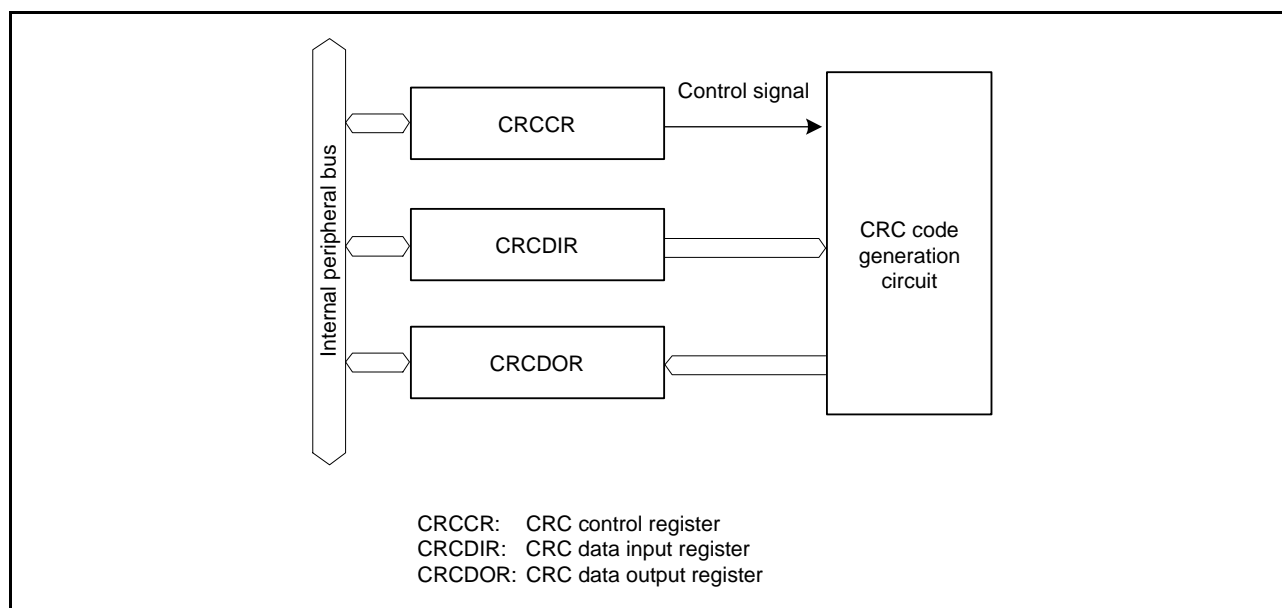 Internal peripheral bus
CRCCR
Control signal
CRCDIR
CRCDOR
CRC code
generation
circuit
CRCCR: CRC control register
CRCDIR: CRC data input register
CRCDOR: CRC data output register